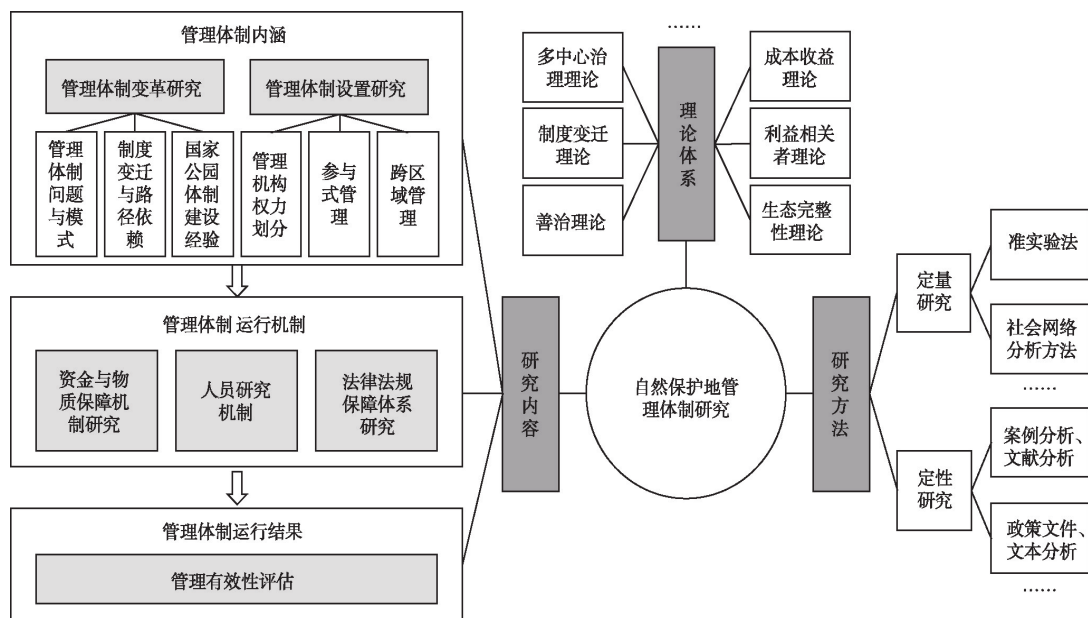 管理体制内涵
管理体制变革研究
管理体制设置研究
管理
体制
问题
与模
式
制度
变迁
与路
径依
赖
国家
公园
体制
建设
经验
管理
机构
权力
划分
参与
式管
理
跨区
域管
理
管理体制 运行机制
资金与物
质保障机
制研究
人员研究
机制
法律法规
保障体系
研究
管理体制运行结果
管理有效性评估
研
究
内
容
自然保护地管
理体制研究
……
多中心治
理理论
制度变迁
理论
善治理论
理
论
体
系
成本收益
理论
利益相关
者理论
生态完整
性理论
研
究
方
法
定量
研究
准实验法
社会网络
分析方法
……
定性
研究
案例分析、
文献分析
政策文件、
文本分析
……